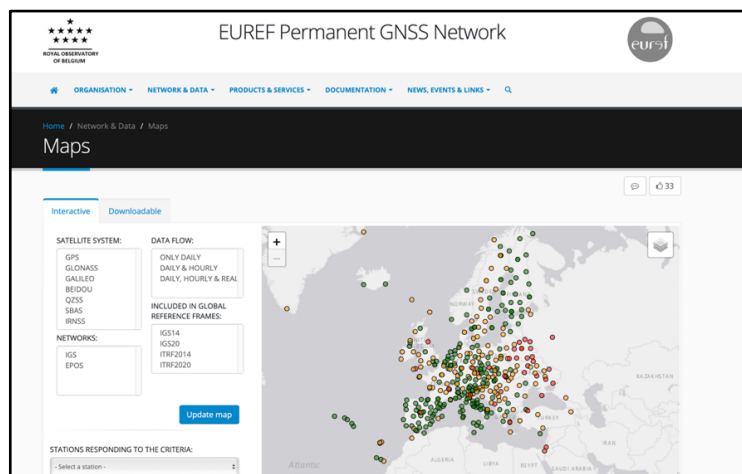 EUREF Permanent GNSS Network
ROYAL OBSERVATORY
OF BELGIUM
euref
ORGANISATION
NETWORK & DATA
PRODUCTS & SERVICES
DOCUMENTATION
NEWS, EVENTS & LINKS
Home / Network & Data / Maps
Maps
33
Interactive
Downloadable
SATELLITE SYSTEM:
GPS
GLONASS
GALILEO
BEIDOU
QZSS
SBAS
IRNSS
NETWORKS:
IGS
EPOS
DATA FLOW:
ONLY DAILY
DAILY & HOURLY
DAILY, HOURLY & REAL
INCLUDED IN GLOBAL
REFERENCE FRAMES:
IGS14
IGS20
ITRF2014
ITRF2020
Update map
STATIONS RESPONDING TO THE CRITERIA:
- Select a station -
+
−
NORWAY
KAZAKHSTAN
TURKEY
IRAN
Atlantic
ALGERIA
LIBYA
EGYPT
SAUDI ARABIA